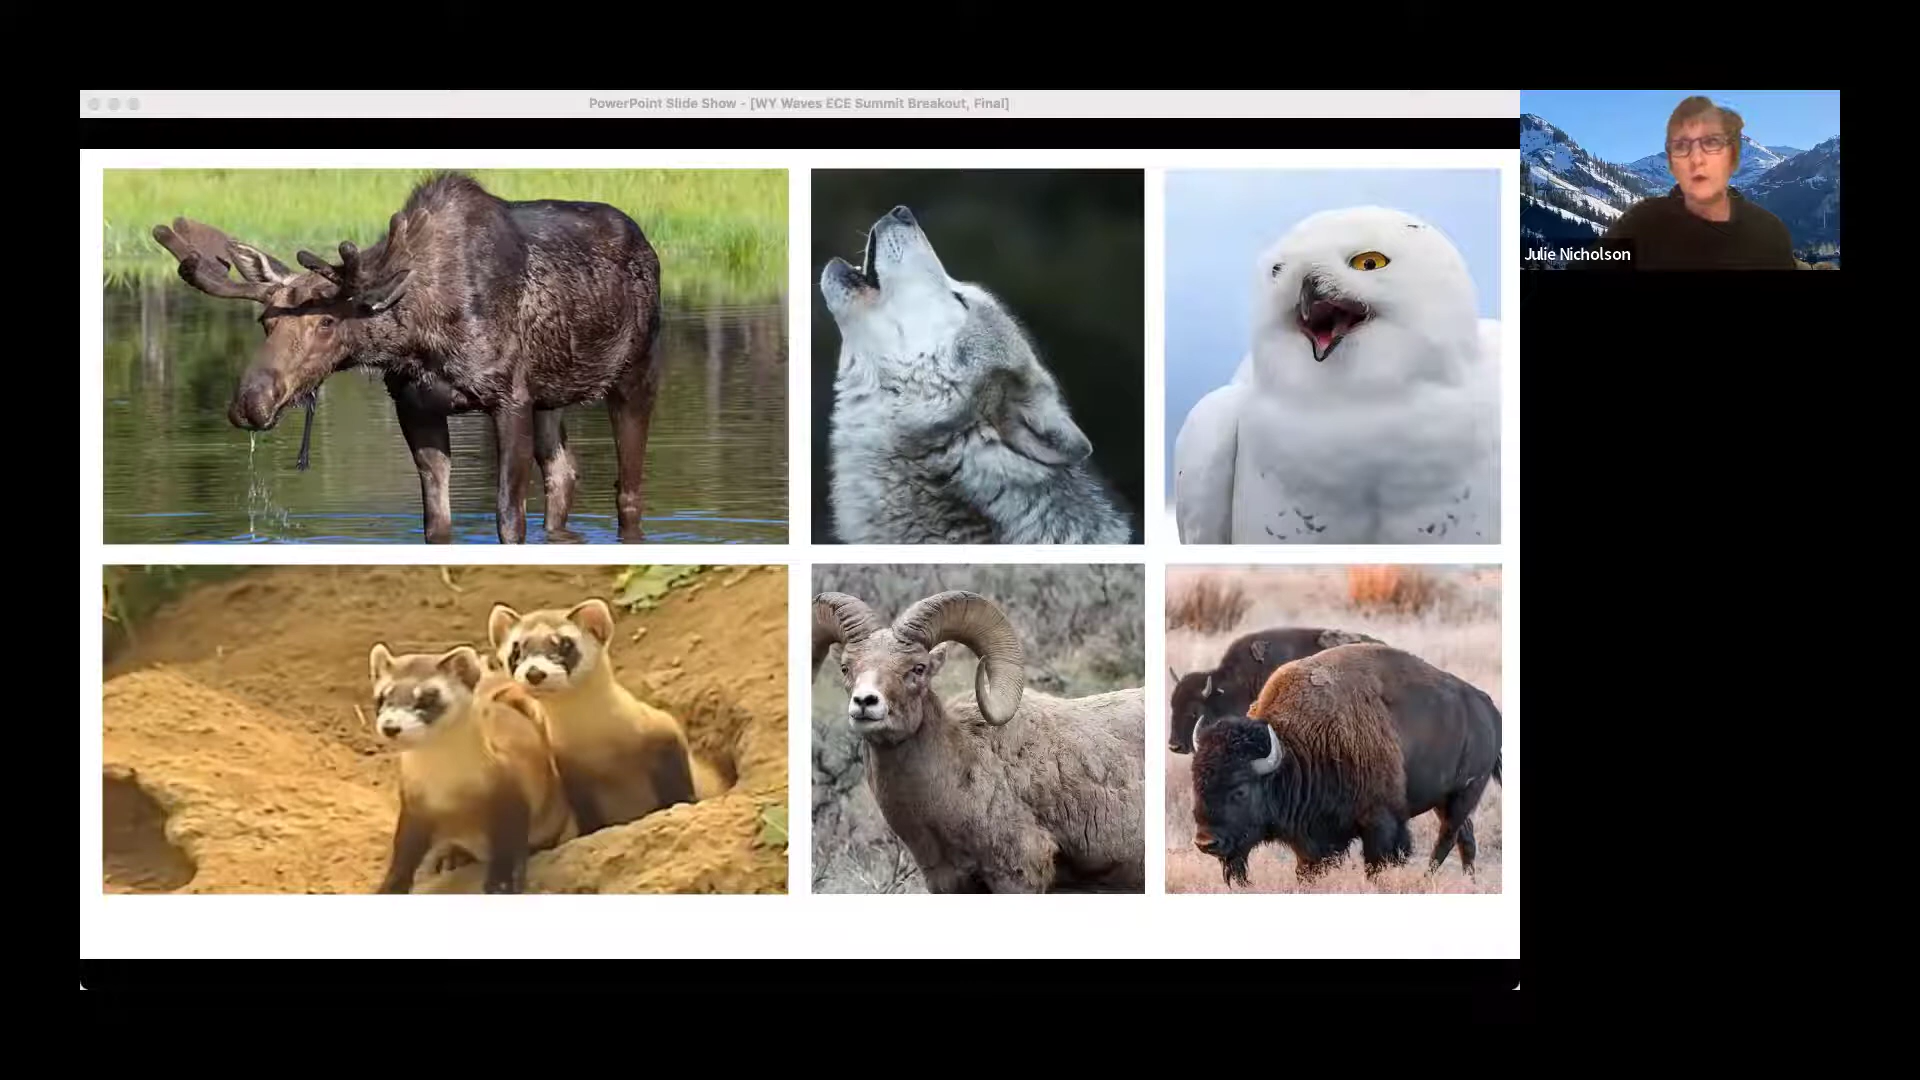 PowerPoint Slide Show - [WY Waves ECE Summit Breakout, Final]
Julie Nicholson